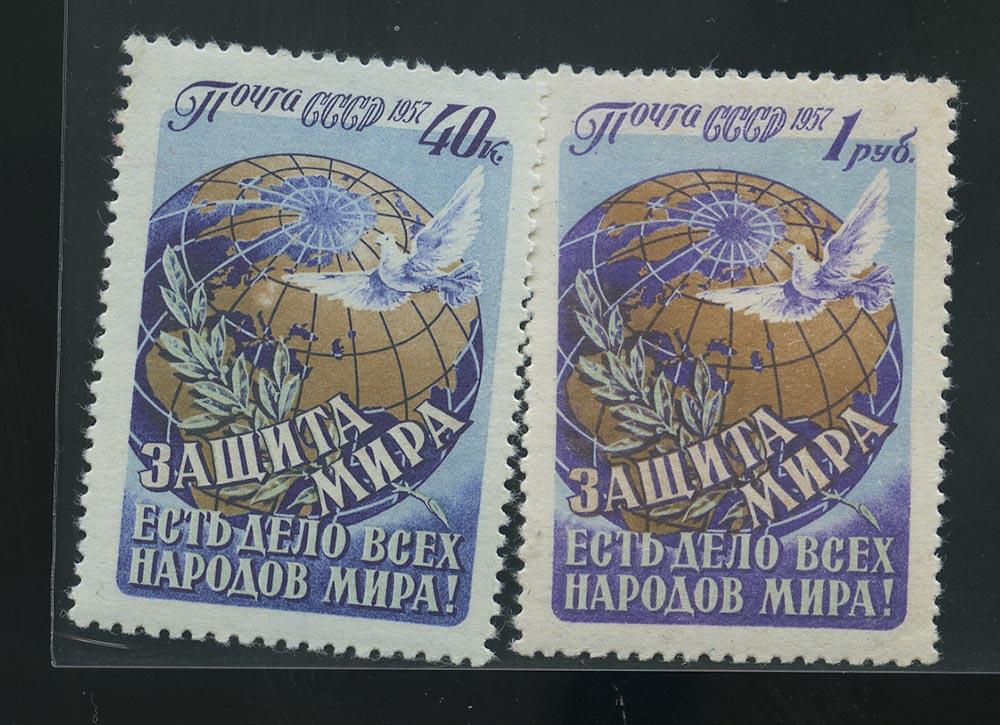 Почта СССР 1957 40 к.
ЗАЩИТА
МИРА
ЕСТЬ ДЕЛО ВСЕХ
НАРОДОВ МИРА!
Почта СССР 1957 1 руб.
ЗАЩИТА
МИРА
ЕСТЬ ДЕЛО ВСЕХ
НАРОДОВ МИРА!